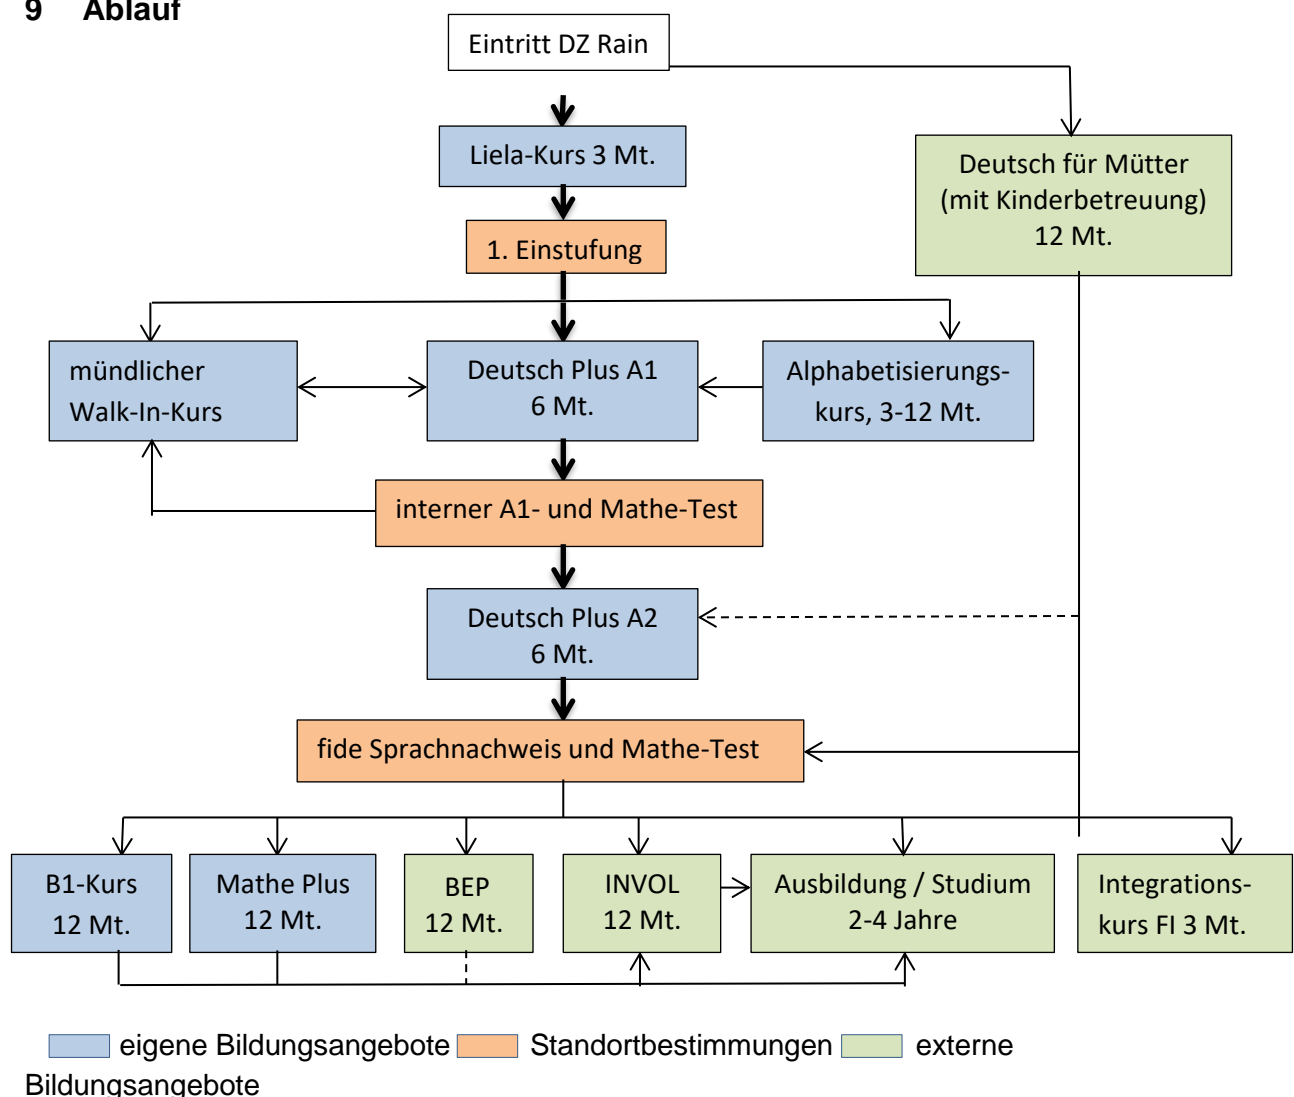 9 Ablauf
Eintritt DZ Rain
Liela-Kurs 3 Mt.
Deutsch für Mütter
(mit Kinderbetreuung)
12 Mt.
1. Einstufung
mündlicher
Walk-In-Kurs
Deutsch Plus A1
6 Mt.
Alphabetisierungs-
kurs, 3-12 Mt.
interner A1- und Mathe-Test
Deutsch Plus A2
6 Mt.
fide Sprachnachweis und Mathe-Test
B1-Kurs
12 Mt.
Mathe Plus
12 Mt.
BEP
12 Mt.
INVOL
12 Mt.
Ausbildung / Studium
2-4 Jahre
Integrations-
kurs FI 3 Mt.
eigene Bildungsangebote Standortbestimmungen externe
Bildungsangebote